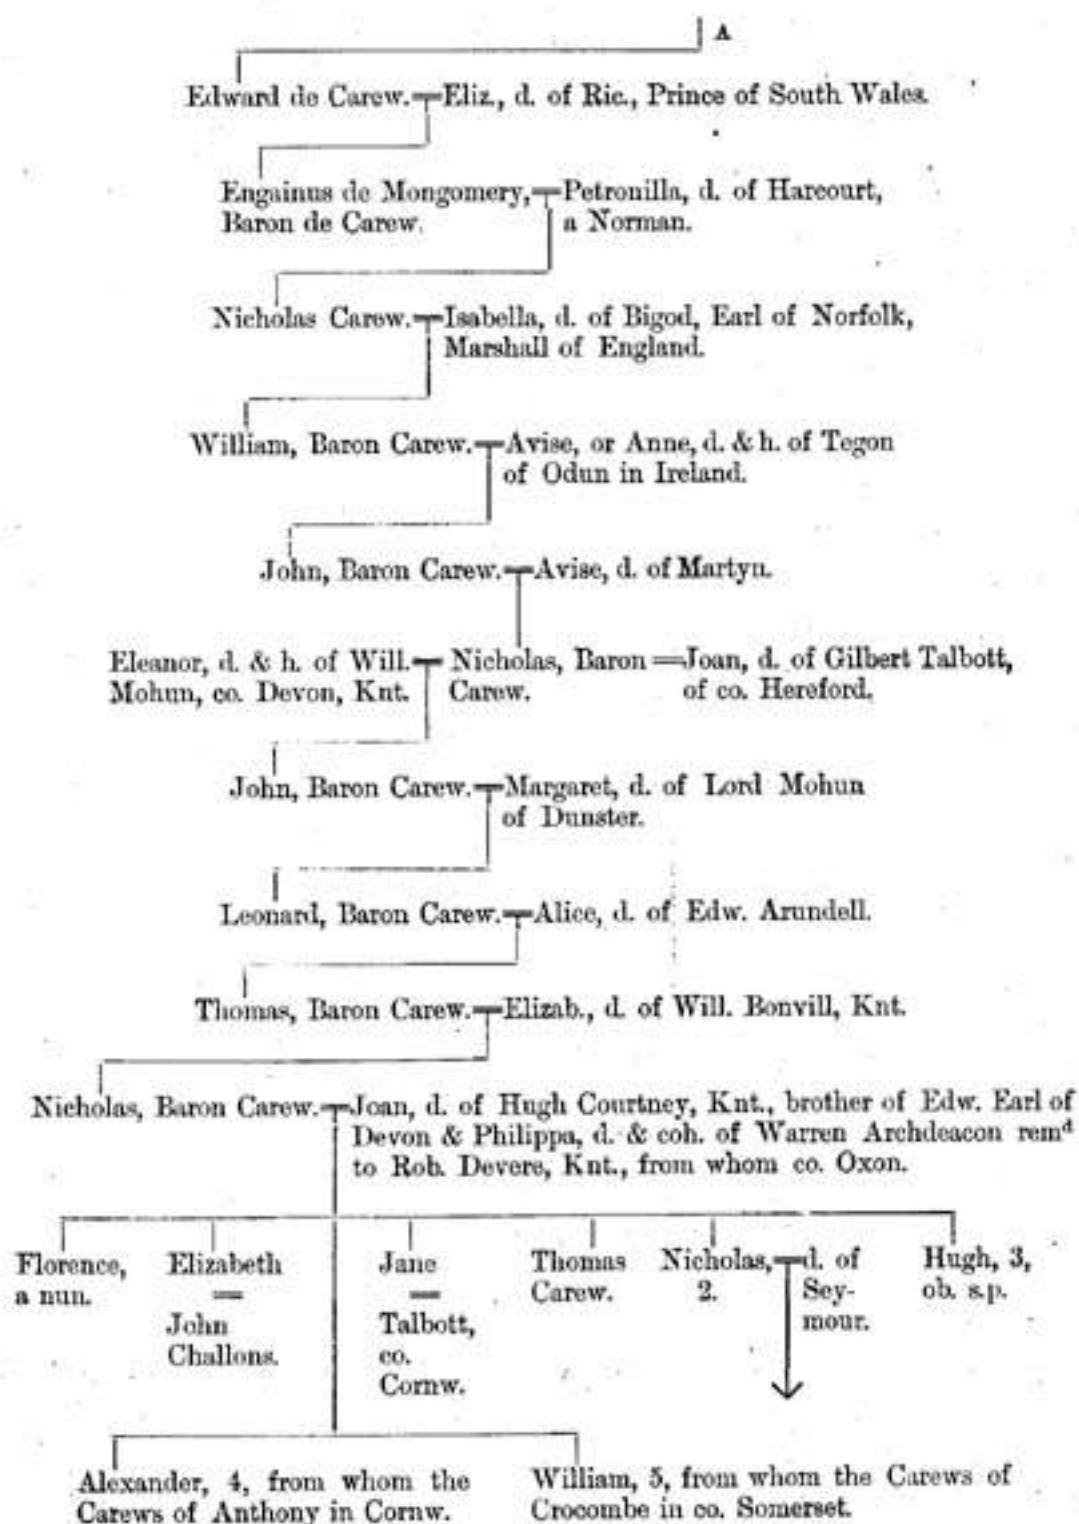 A
Edward de Carew.
Eliz., d. of Ric., Prince of South Wales.
Engainus de Mongomery,
Baron de Carew.
Petronilla, d. of Harcourt,
a Norman.
Nicholas Carew.
Isabella, d. of Bigod, Earl of Norfolk,
Marshall of England.
William, Baron Carew.
Avise, or Anne, d. & h. of Tegon
of Odun in Ireland.
John, Baron Carew.
Avise, d. of Martyn.
Eleanor, d. & h. of Will.
Mohun, co. Devon, Knt.
Nicholas, Baron
Carew.
Joan, d. of Gilbert Talbott,
of co. Hereford.
John, Baron Carew.
Margaret, d. of Lord Mohun
of Dunster.
Leonard, Baron Carew.
Alice, d. of Edw. Arundell.
Thomas, Baron Carew.
Elizab., d. of Will. Bonvill, Knt.
Nicholas, Baron Carew.
Joan, d. of Hugh Courtney, Knt., brother of Edw. Earl of
Devon & Philippa, d. & coh. of Warren Archdeacon remᵈ
to Rob. Devere, Knt., from whom co. Oxon.
Florence,
a nun.
Elizabeth
=
John
Challons.
Jane
=
Talbott,
co.
Cornw.
Thomas
Carew.
Nicholas,
2.
d. of
Sey-
mour.
Hugh, 3,
ob. s.p.
Alexander, 4, from whom the
Carews of Anthony in Cornw.
William, 5, from whom the Carews of
Crocombe in co. Somerset.